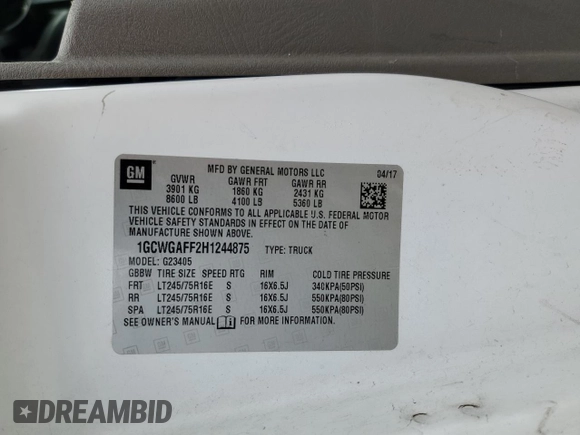 GM
MFD BY GENERAL MOTORS LLC
04/17
GVWR GAWR FRT GAWR RR
3901 KG 1860 KG 2431 KG
8600 LB 4100 LB 5360 LB
THIS VEHICLE CONFORMS TO ALL APPLICABLE U.S. FEDERAL MOTOR
VEHICLE SAFETY STANDARDS IN EFFECT ON THE DATE OF
MANUFACTURE SHOWN ABOVE.
1GCWGAFF2H1244875 TYPE: TRUCK
MODEL: G23405
GBBW TIRE SIZE SPEED RTG RIM COLD TIRE PRESSURE
FRT LT245/75R16E S 16X6.5J 340KPA(50PSI)
RR LT245/75R16E S 16X6.5J 550KPA(80PSI)
SPA LT245/75R16E S 16X6.5J 550KPA(80PSI)
SEE OWNER'S MANUAL FOR MORE INFORMATION.
DREAMBID